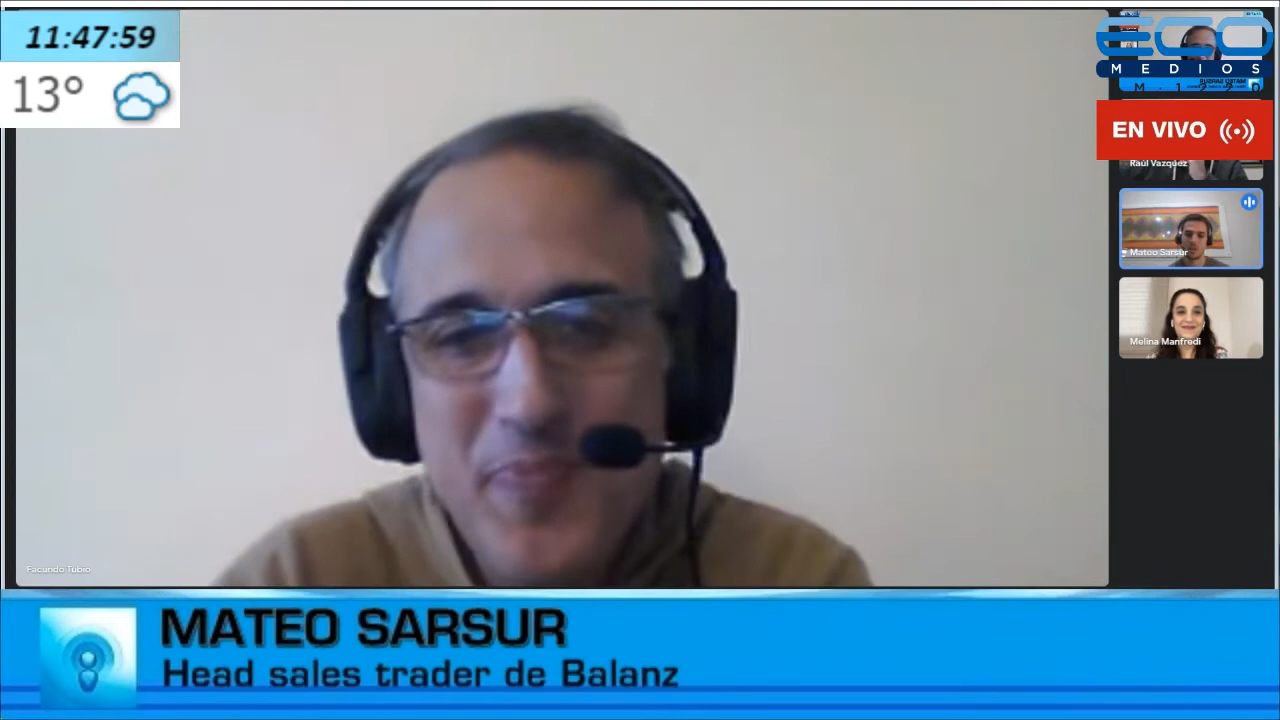 11:47:59
13°
ECO
MEDIOS
EN VIVO
Raúl Vazquez
Mateo Sarsur
Melina Manfredi
Facundo Tubio
MATEO SARSUR
Head sales trader de Balanz